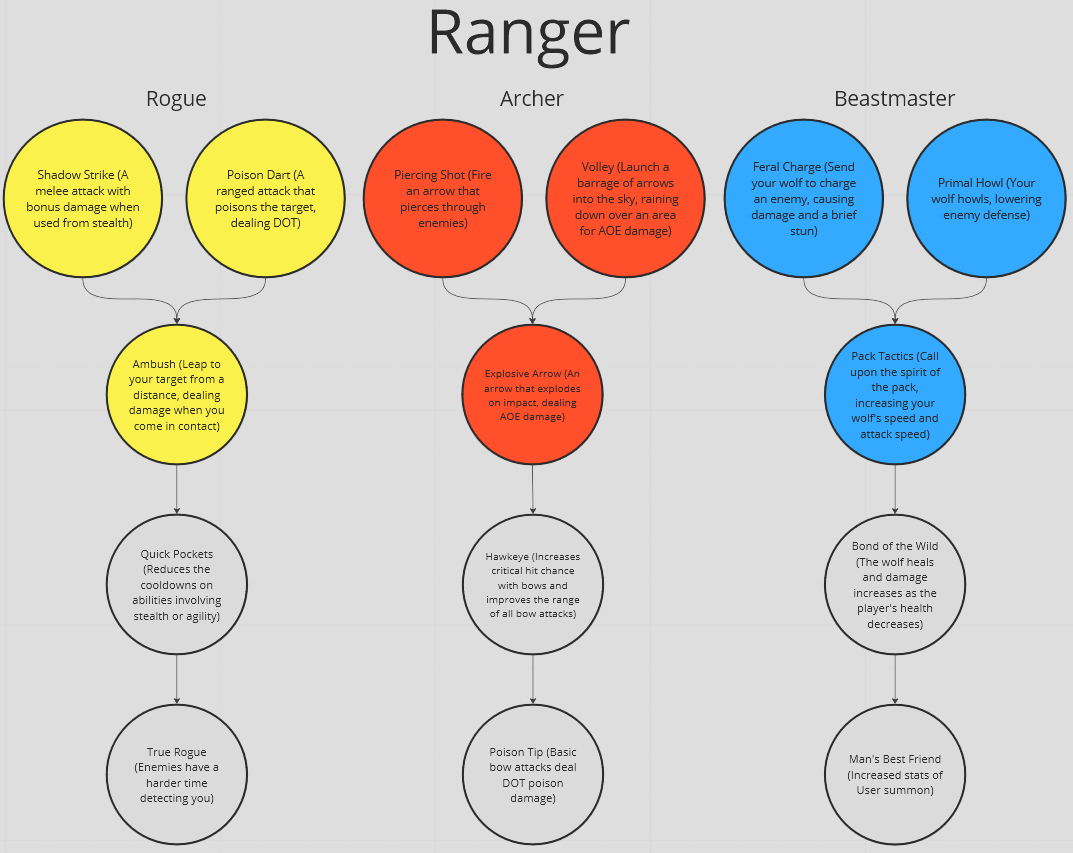 Ranger
Rogue
Archer
Beastmaster
Shadow Strike (A
melee attack with
bonus damage when
used from stealth)
Poison Dart (A
ranged attack that
poisons the target,
dealing DOT)
Piercing Shot (Fire
an arrow that
pierces through
enemies)
Volley (Launch a
barrage of arrows
into the sky, raining
down over an area
for AOE damage)
Feral Charge (Send
your wolf to charge
an enemy, causing
damage and a brief
stun)
Primal Howl (Your
wolf howls, lowering
enemy defense)
Ambush (Leap to
your target from a
distance, dealing
damage when you
come in contact)
Explosive Arrow (An
arrow that explodes
on impact, dealing
AOE damage)
Pack Tactics (Call
upon the spirit of
the pack,
increasing your
wolf's speed and
attack speed)
Quick Pockets
(Reduces the
cooldowns on
abilities involving
stealth or agility)
Hawkeye (Increases
critical hit chance
with bows and
improves the range
of all bow attacks)
Bond of the Wild
(The wolf heals
and damage
increases as the
player's health
decreases)
True Rogue
(Enemies have a
harder time
detecting you)
Poison Tip (Basic
bow attacks deal
DOT poison
damage)
Man's Best Friend
(Increased stats of
User summon)